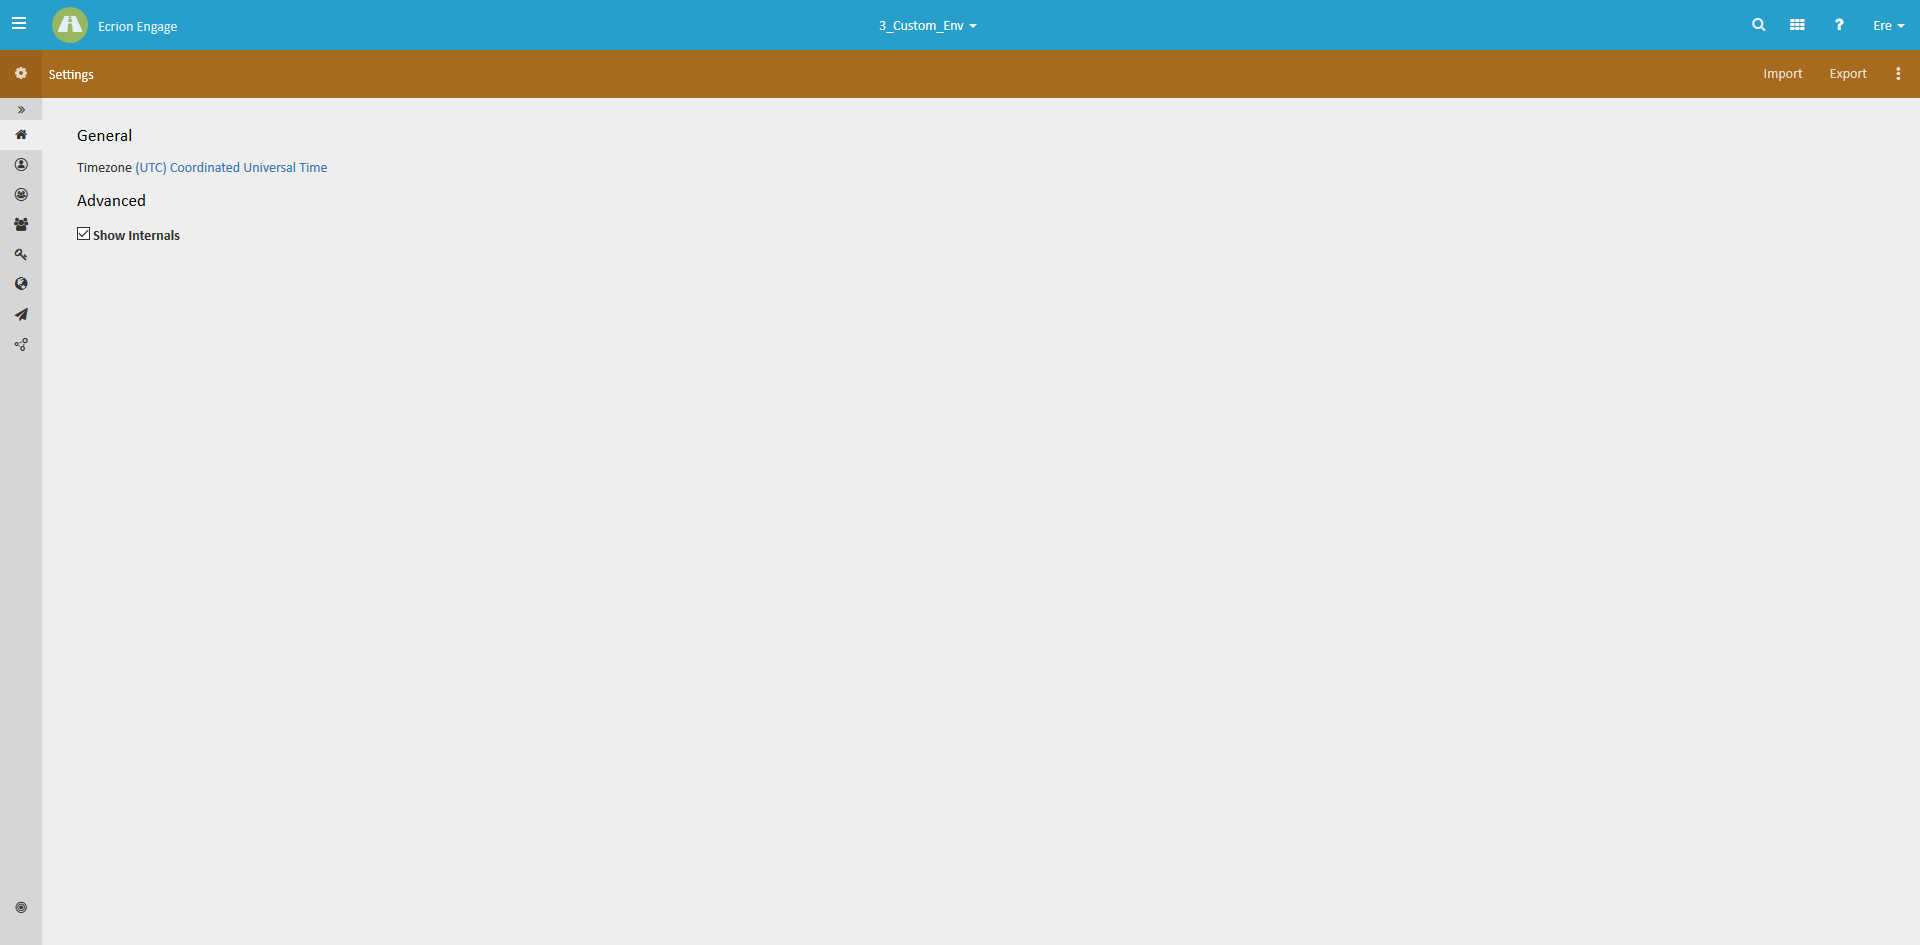 Ecrion Engage
3_Custom_Env
Ere
Settings
Import
Export
General
Timezone (UTC) Coordinated Universal Time
Advanced
Show Internals